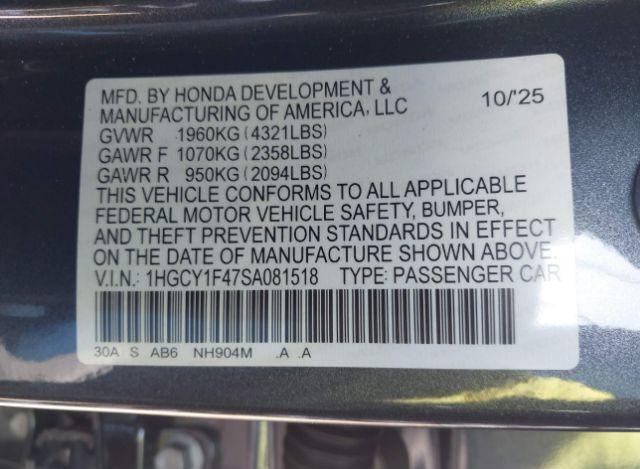 MFD. BY HONDA DEVELOPMENT &
MANUFACTURING OF AMERICA, LLC 10/'25
GVWR 1960KG (4321LBS)
GAWR F 1070KG (2358LBS)
GAWR R 950KG (2094LBS)
THIS VEHICLE CONFORMS TO ALL APPLICABLE
FEDERAL MOTOR VEHICLE SAFETY, BUMPER,
AND THEFT PREVENTION STANDARDS IN EFFECT
ON THE DATE OF MANUFACTURE SHOWN ABOVE.
V.I.N.: 1HGCY1F47SA081518 TYPE: PASSENGER CAR
30A S AB6 NH904M .A .A